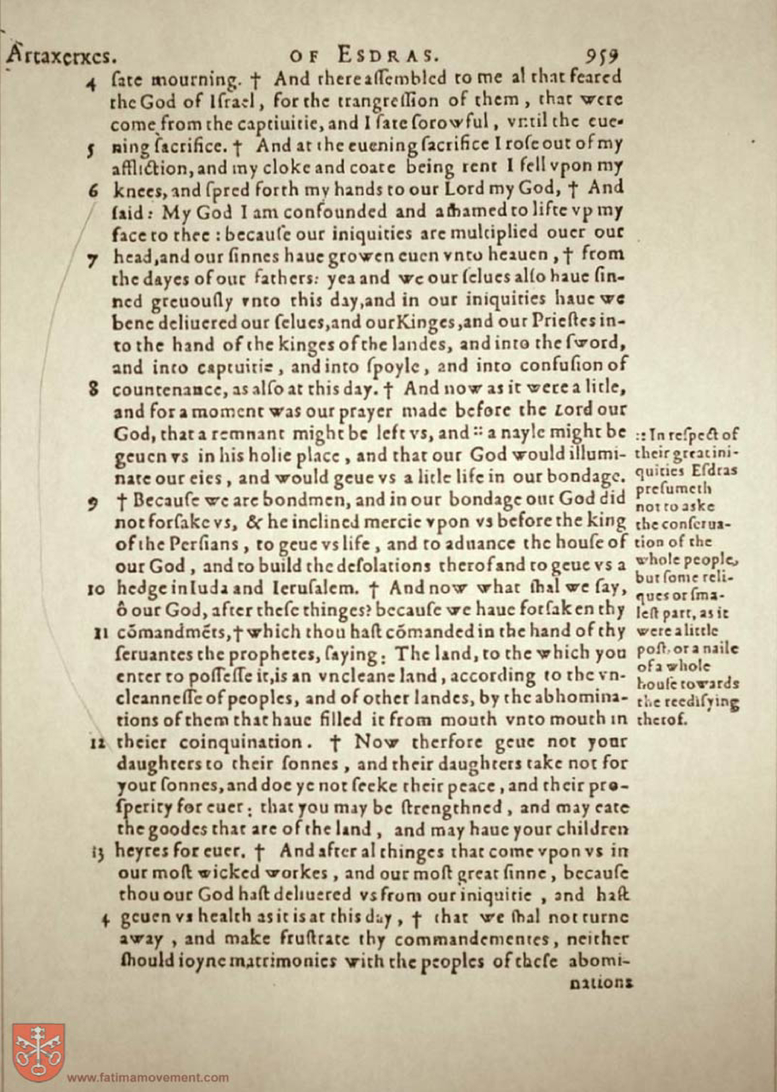 Artaxerxes. OF ESDRAS. 959
4 ſate mourning. † And thereaſſembled to me al that feared
the God of Iſrael, for the trangreſſion of them, that were
come from the captiuitie, and I ſate ſorowful, vntil the eue-
5 ning ſacrifice. † And at the euening ſacrifice I roſe out of my
affliction, and my cloke and coate being rent I fell vpon my
6 knees, and ſpred forth my hands to our Lord my God, † And
ſaid: My God I am confounded and aſhamed to lifte vp my
face to thee: becauſe our iniquities are multiplied ouer our
7 head, and our ſinnes haue growen euen vnto heauen, † from
the dayes of our fathers: yea and we our ſelues alſo haue ſin-
ned greuouſly vnto this day, and in our iniquities haue we
bene deliuered our ſelues, and our Kinges, and our Prieſtes in-
to the hand of the kinges of the landes, and into the ſword,
and into captuitie, and into ſpoyle, and into confuſion of
8 countenance, as alſo at this day. † And now as it were a litle,
and for a moment was our prayer made before the Lord our
God, that a remnant might be left vs, and :: a nayle might be
geuen vs in his holie place, and that our God would illumi-
nate our eies, and would geue vs a litle life in our bondage.
9 † Becauſe we are bondmen, and in our bondage our God did
not forſake vs, & he inclined mercie vpon vs before the king
of the Perſians, to geue vs life, and to aduance the houſe of
our God, and to build the deſolations therof and to geue vs a
10 hedge in Iuda and Ieruſalem. † And now what ſhal we ſay,
ô our God, after theſe thinges? becauſe we haue forſaken thy
11 cōmandmēts, † which thou haſt cōmanded in the hand of thy
ſeruantes the prophetes, ſaying: The land, to the which you
enter to poſſeſſe it, is an vncleane land, according to the vn-
cleanneſſe of peoples, and of other landes, by the abhomina-
tions of them that haue filled it from mouth vnto mouth in
12 theier coinquination. † Now therfore geue not your
daughters to their ſonnes, and their daughters take not for
your ſonnes, and doe ye not ſeeke their peace, and their pro-
ſperity for euer: that you may be ſtrengthned, and may eate
the goodes that are of the land, and may haue your children
13 heyres for euer. † And after al thinges that come vpon vs in
our moſt wicked workes, and our moſt great ſinne, becauſe
thou our God haſt deliuered vs from our iniquitie, and haſt
4 geuen vs health as it is at this day, † that we ſhal not turne
away, and make fruſtrate thy commandementes, neither
ſhould ioyne matrimonies with the peoples of theſe abomi-
nations
:: In reſpect of
their great ini-
quities Eſdras
preſumeth
not to aske
the conſerua-
tion of the
whole people,
but ſome reli-
ques or ſma-
leſt part, as it
were a little
poſt, or a naile
of a whole
houſe towards
the reedifying
therof.
www.fatimamovement.com